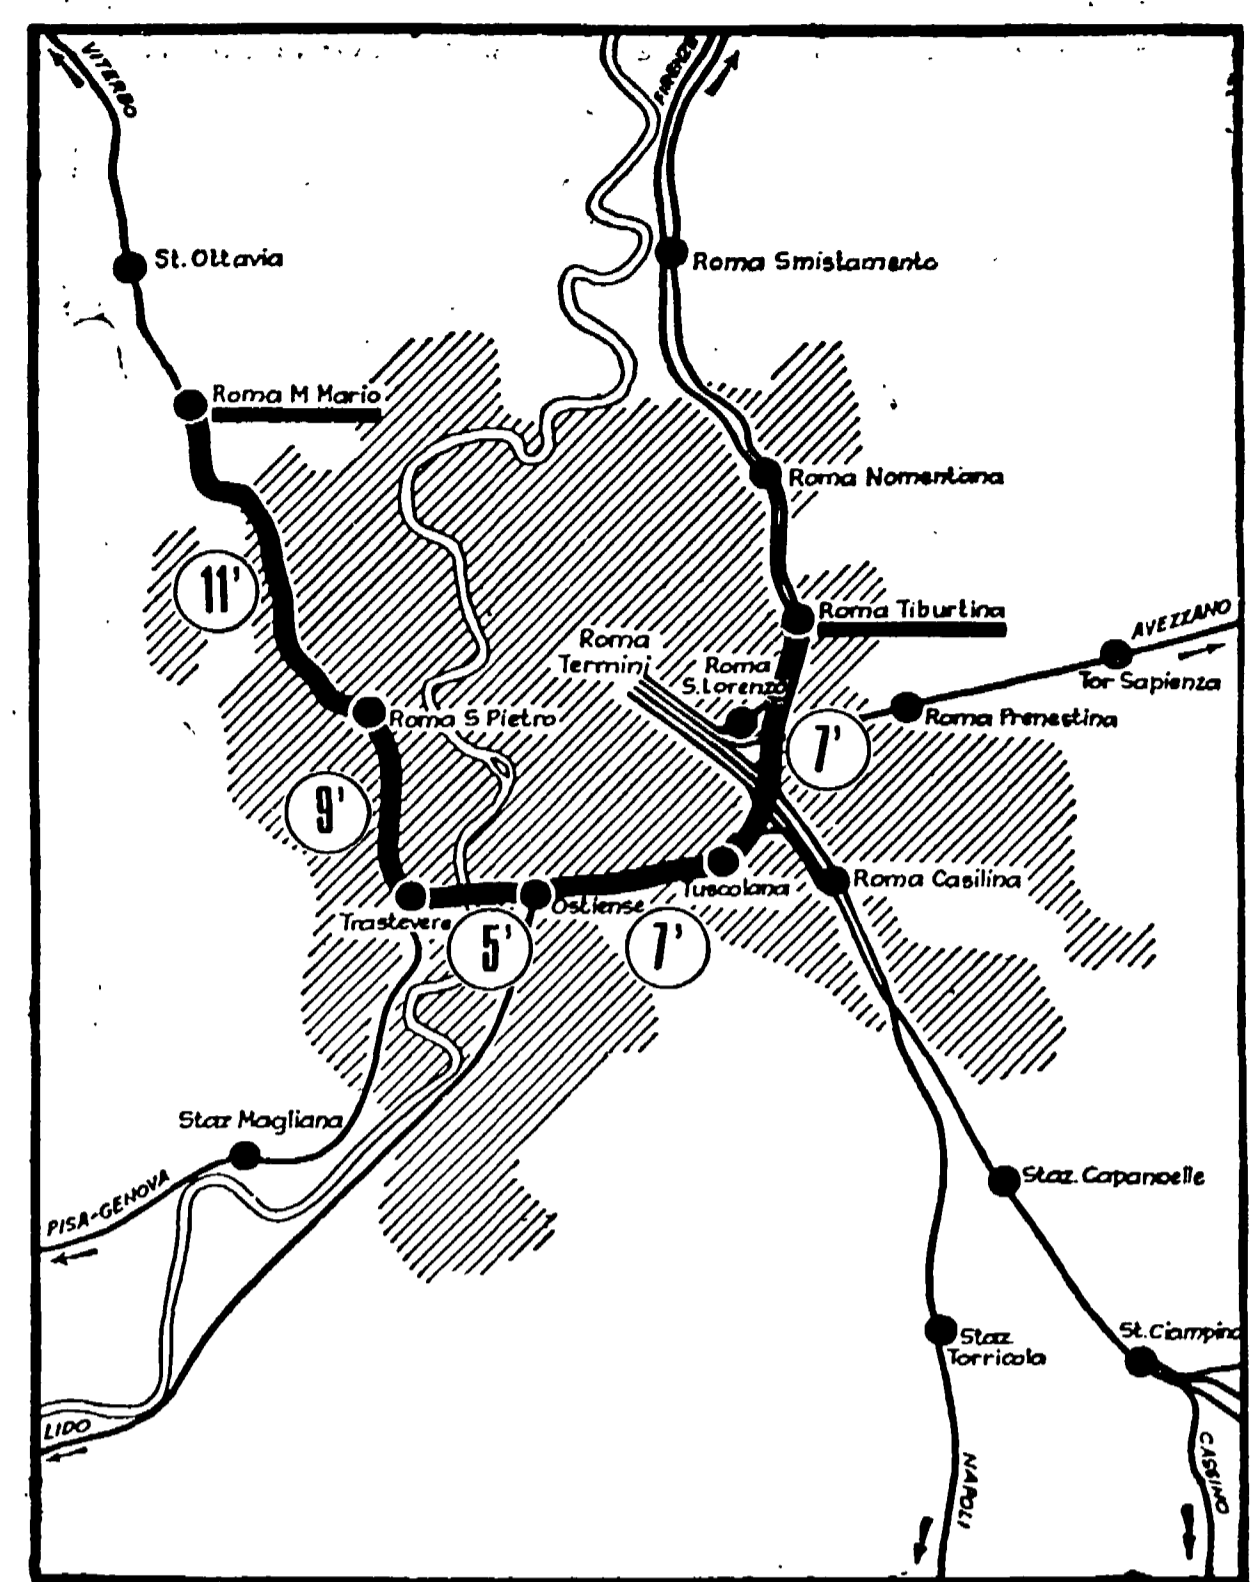 VITERBO
FIRENZE
St. Ottavia
Roma Smistamento
Roma M Mario
Roma Nomentana
11'
Roma Tiburtina
AVEZZANO
Roma
Termini
Roma
S. Lorenzo
Tor Sapienza
Roma S Pietro
Roma Prenestina
7'
9'
Tuscolana
Roma Casilina
Ostiense
Trastevere
5'
7'
Staz Magliana
PISA-GENOVA
Staz. Capanoelle
St. Ciampino
Staz
Torricola
LIDO
CASSINO
NAPOLI